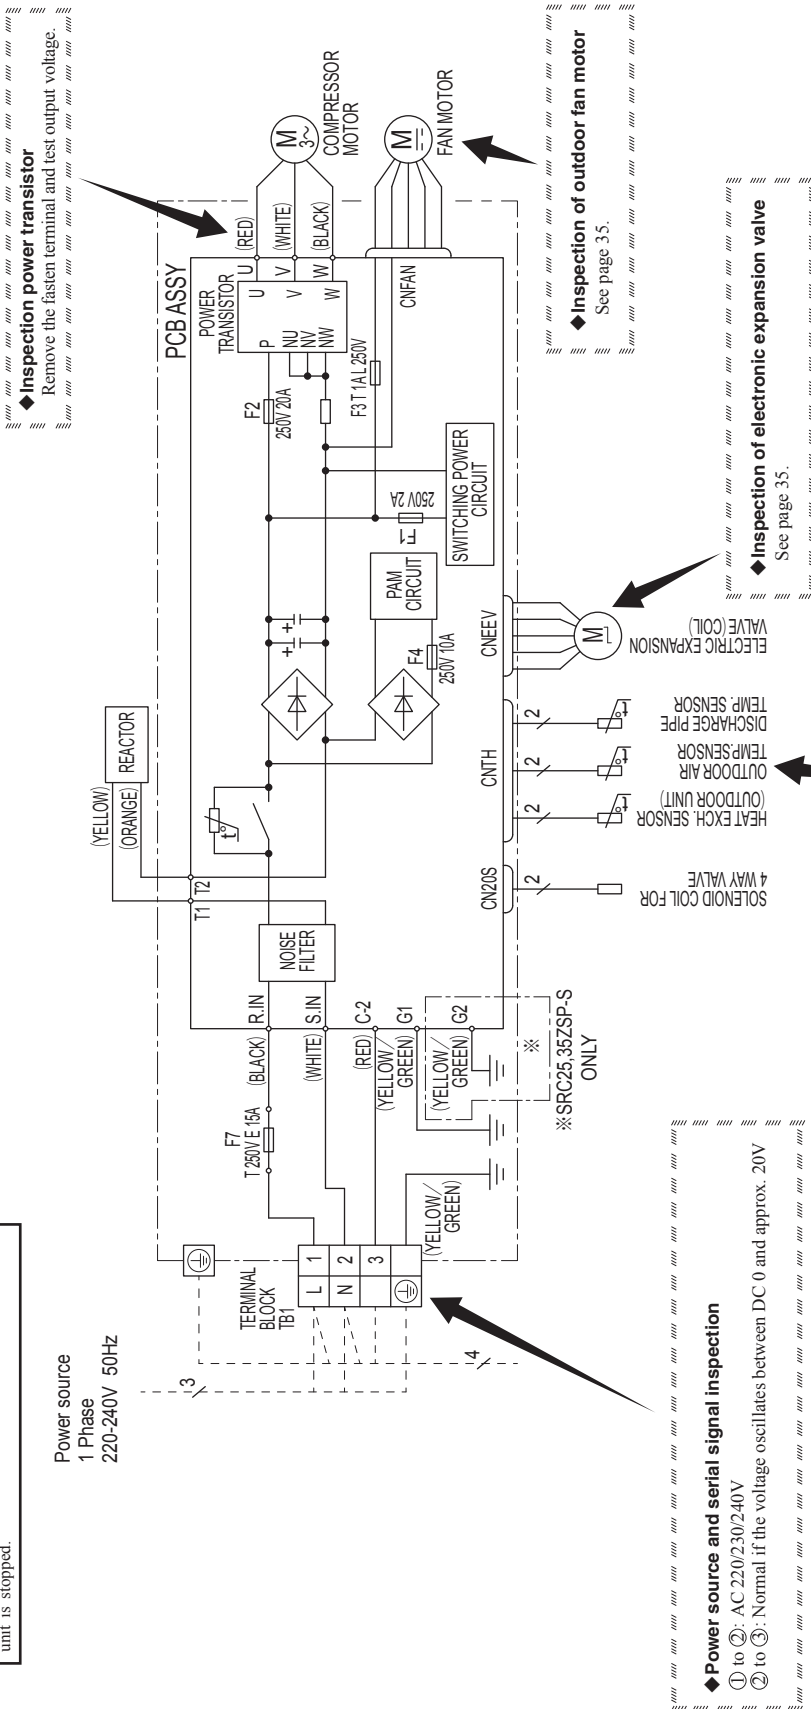 unit is stopped.
Power source
1 Phase
220-240V 50Hz
3
4
TERMINAL
BLOCK
TB1
L
N
1
2
3
F7
T 250V E 15A
(BLACK)
(WHITE)
(RED)
(YELLOW/
GREEN)
(YELLOW/
GREEN)
(YELLOW/
GREEN)
R.IN
S.IN
C-2
G1
G2
※
※SRC25,35ZSP-S
ONLY
NOISE
FILTER
T1
T2
(YELLOW)
(ORANGE)
REACTOR
t°
+
+
F4
250V 10A
PAM
CIRCUIT
F1
250V 2A
SWITCHING POWER
CIRCUIT
F2
250V 20A
F3 T 1A L 250V
PCB ASSY
POWER
TRANSISTOR
P
NU
NV
NW
U
V
W
U
V
W
(RED)
(WHITE)
(BLACK)
M
3~
COMPRESSOR
MOTOR
CNFAN
M
FAN MOTOR
CN20S
CNTH
CNEEV
2
2
2
2
t°
t°
t°
M
SOLENOID COIL FOR
4 WAY VALVE
HEAT EXCH. SENSOR
(OUTDOOR UNIT)
OUTDOOR AIR
TEMP.SENSOR
DISCHARGE PIPE
TEMP. SENSOR
ELECTRIC EXPANSION
VALVE (COIL)
◆Inspection power transistor
Remove the fasten terminal and test output voltage.
◆Inspection of outdoor fan motor
See page 35.
◆Inspection of electronic expansion valve
See page 35.
◆Power source and serial signal inspection
① to ②: AC 220/230/240V
② to ③: Normal if the voltage oscillates between DC 0 and approx. 20V